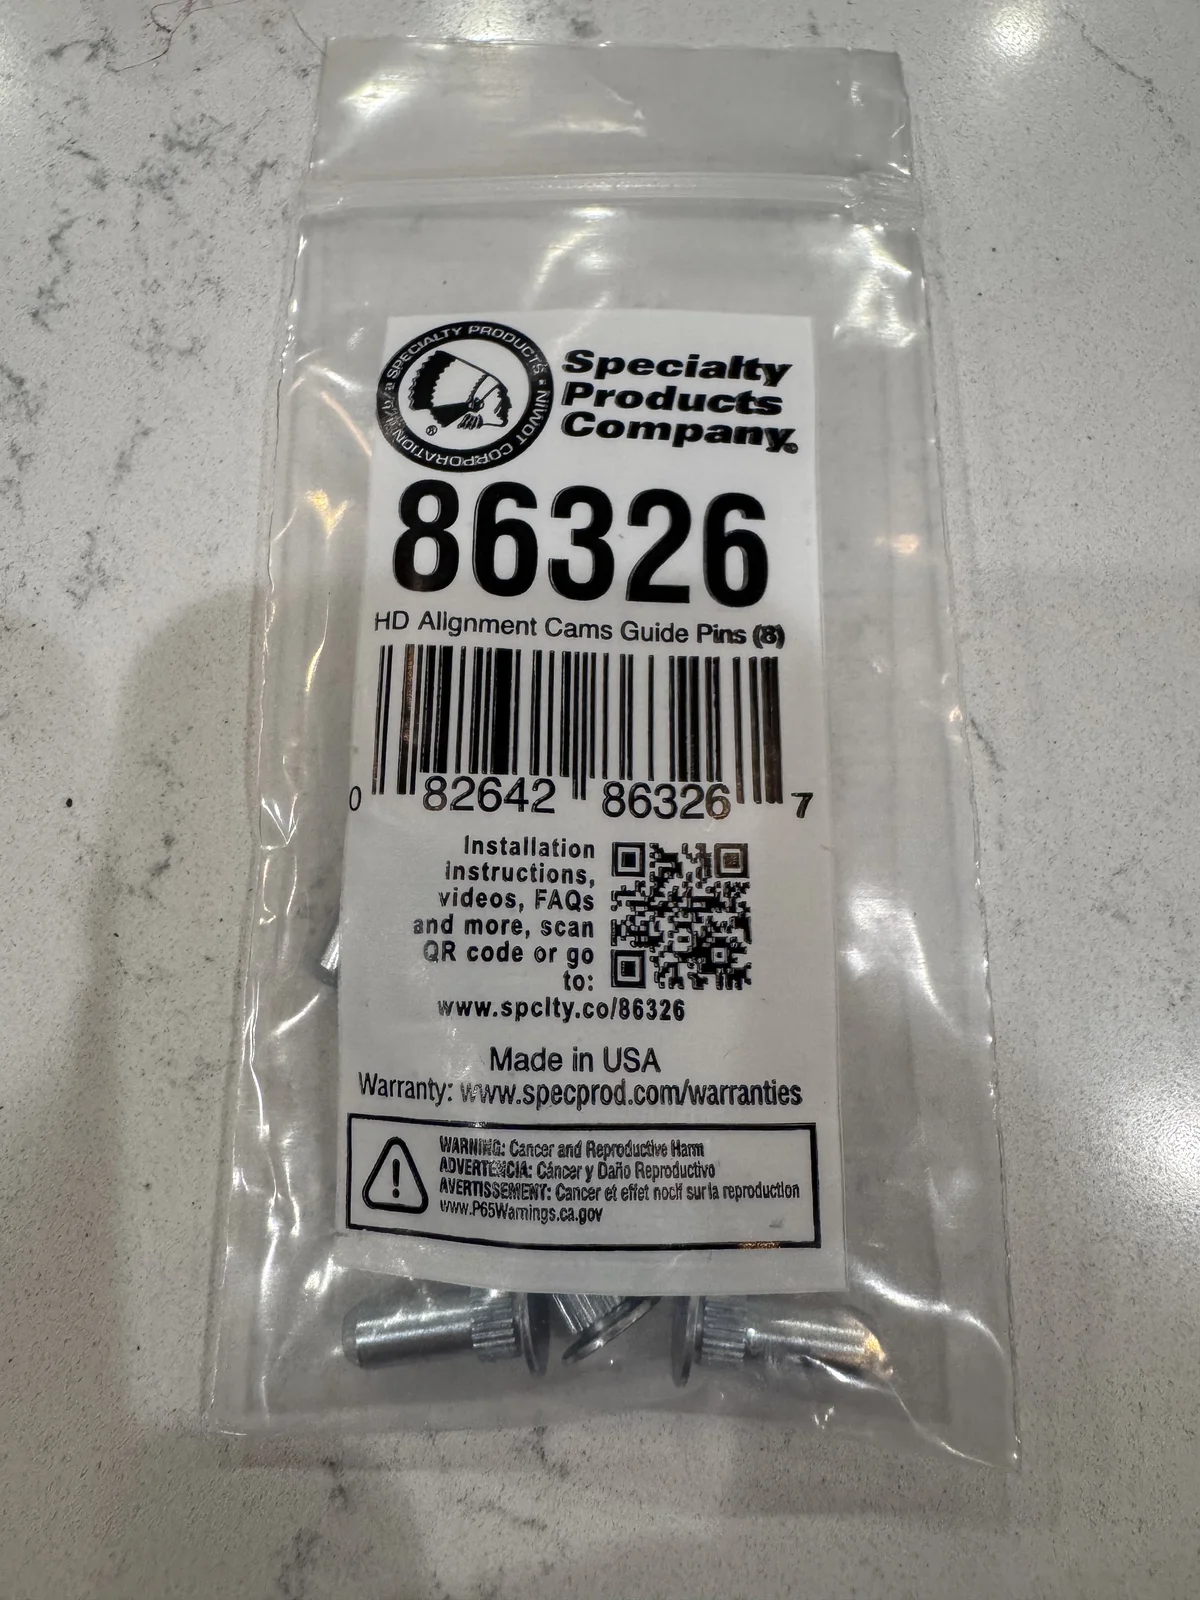 SPECIALTY PRODUCTS • NIWOT CORPORATION d/b/a
®
Specialty
Products
Company®
86326
HD Alignment Cams Guide Pins (8)
0 82642 86326 7
Installation
instructions,
videos, FAQs
and more, scan
QR code or go
to:
www.spclty.co/86326
Made in USA
Warranty: www.specprod.com/warranties
WARNING: Cancer and Reproductive Harm
ADVERTENCIA: Cáncer y Daño Reproductivo
AVERTISSEMENT: Cancer et effet nocif sur la reproduction
www.P65Warnings.ca.gov